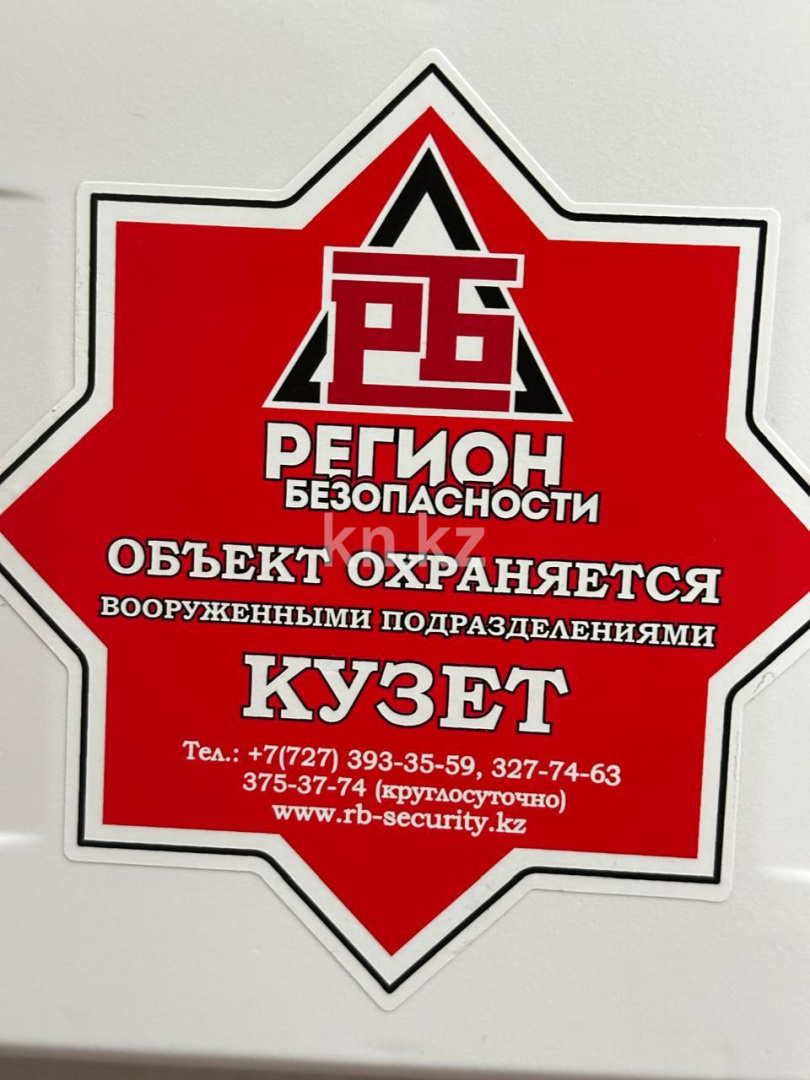 РБ
РЕГИОН
БЕЗОПАСНОСТИ
kn.kz
ОБЪЕКТ ОХРАНЯЕТСЯ
ВООРУЖЕННЫМИ ПОДРАЗДЕЛЕНИЯМИ
КУЗЕТ
Тел.: +7(727) 393-35-59, 327-74-63
375-37-74 (круглосуточно)
www.rb-security.kz